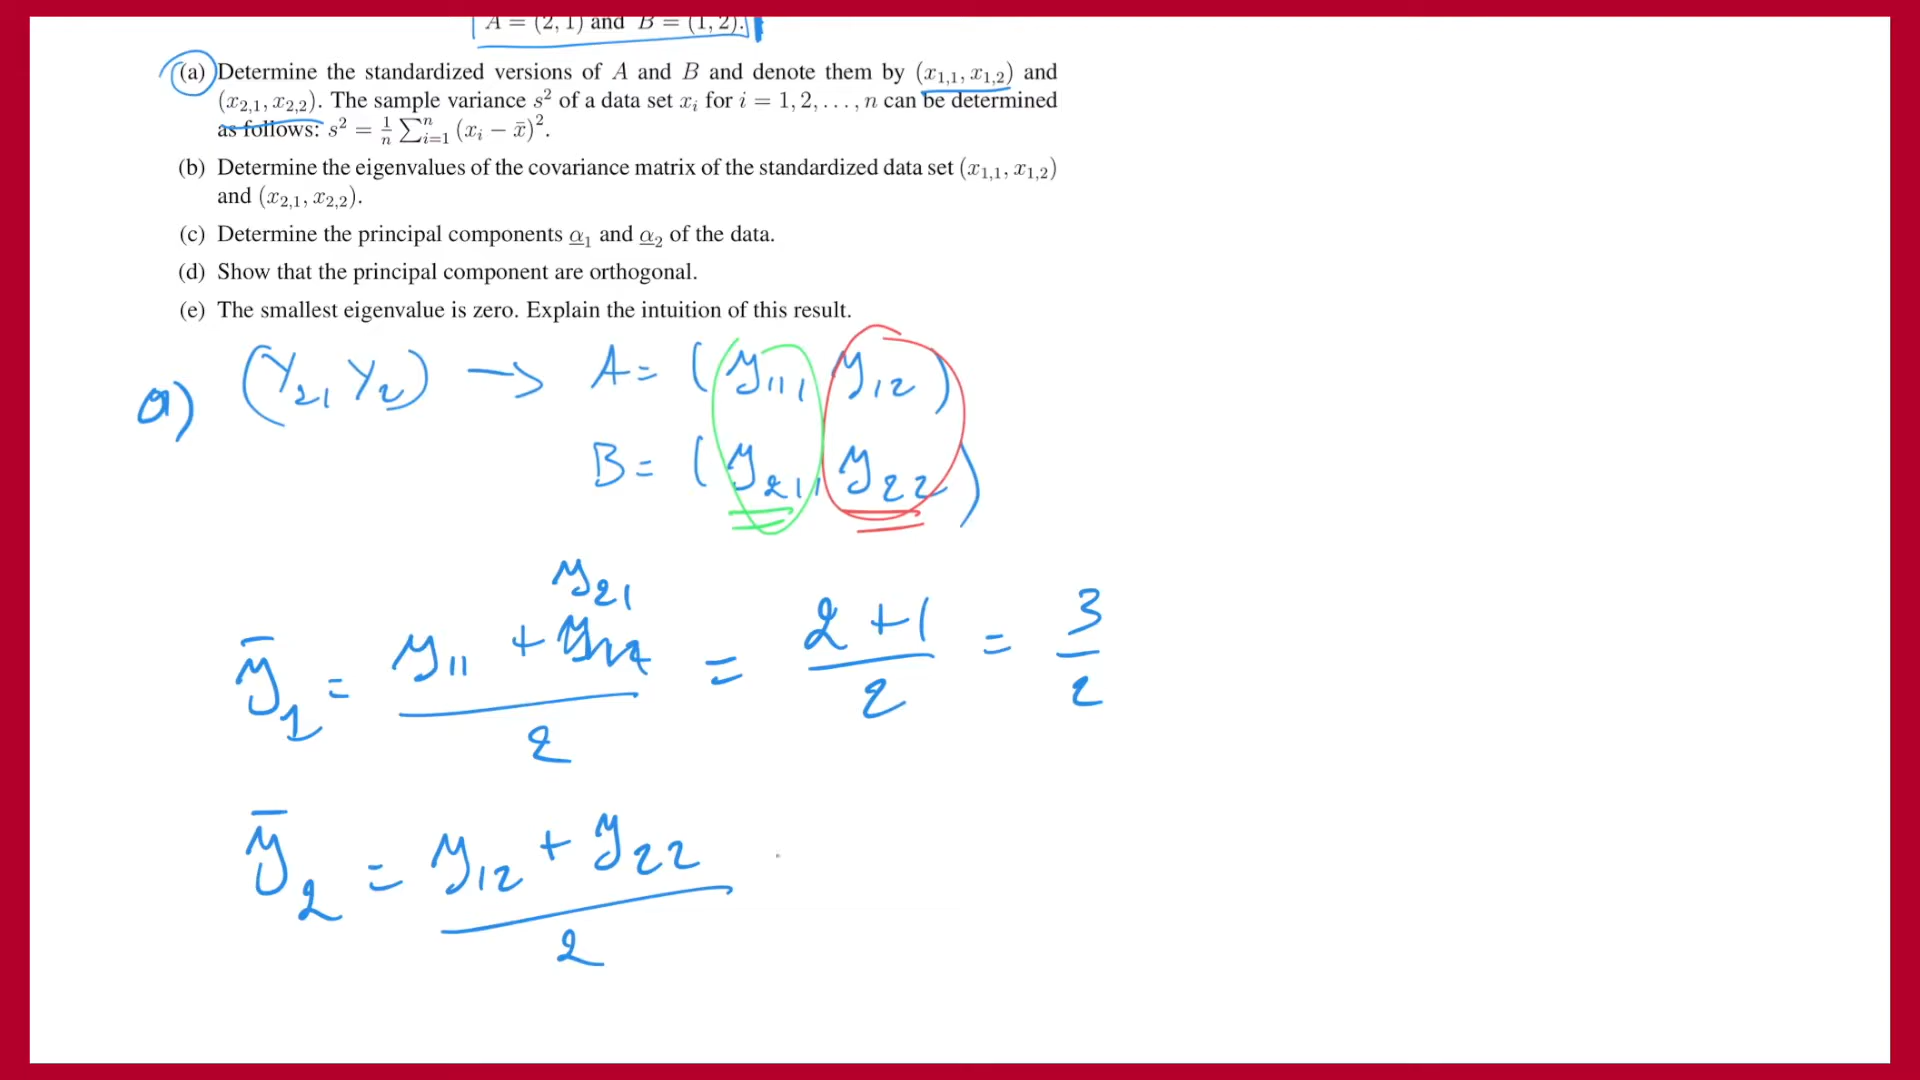 A = (2, 1) and B = (1, 2).
(a) Determine the standardized versions of A and B and denote them by (x₁,₁, x₁,₂) and
(x₂,₁, x₂,₂). The sample variance s² of a data set xᵢ for i = 1, 2, . . . , n can be determined
as follows: s² = 1/n ∑ⁿᵢ₌₁ (xᵢ − x̄)².
(b) Determine the eigenvalues of the covariance matrix of the standardized data set (x₁,₁, x₁,₂)
and (x₂,₁, x₂,₂).
(c) Determine the principal components α₁ and α₂ of the data.
(d) Show that the principal component are orthogonal.
(e) The smallest eigenvalue is zero. Explain the intuition of this result.
a) (Y₂₁ Y₂) → A = (y₁₁, y₁₂)
B = (y₂₁, y₂₂)
y₂₁
ȳ₁ = y₁₁ + / 2 = 2 + 1 / 2 = 3 / 2
ȳ₂ = y₁₂ + y₂₂ / 2